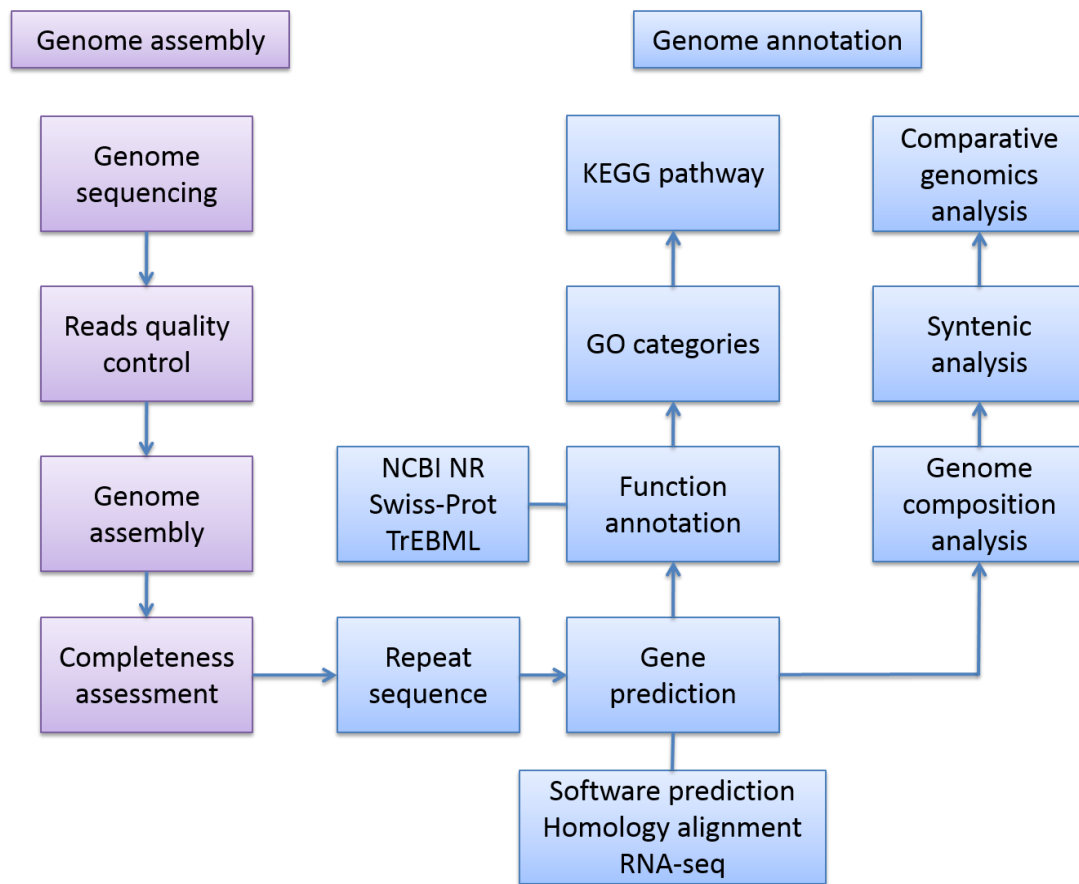 Genome assembly
Genome annotation
Genome
sequencing
Reads quality
control
Genome
assembly
Completeness
assessment
Repeat
sequence
Gene
prediction
Software prediction
Homology alignment
RNA-seq
Function
annotation
NCBI NR
Swiss-Prot
TrEBML
GO categories
KEGG pathway
Genome
composition
analysis
Syntenic
analysis
Comparative
genomics
analysis